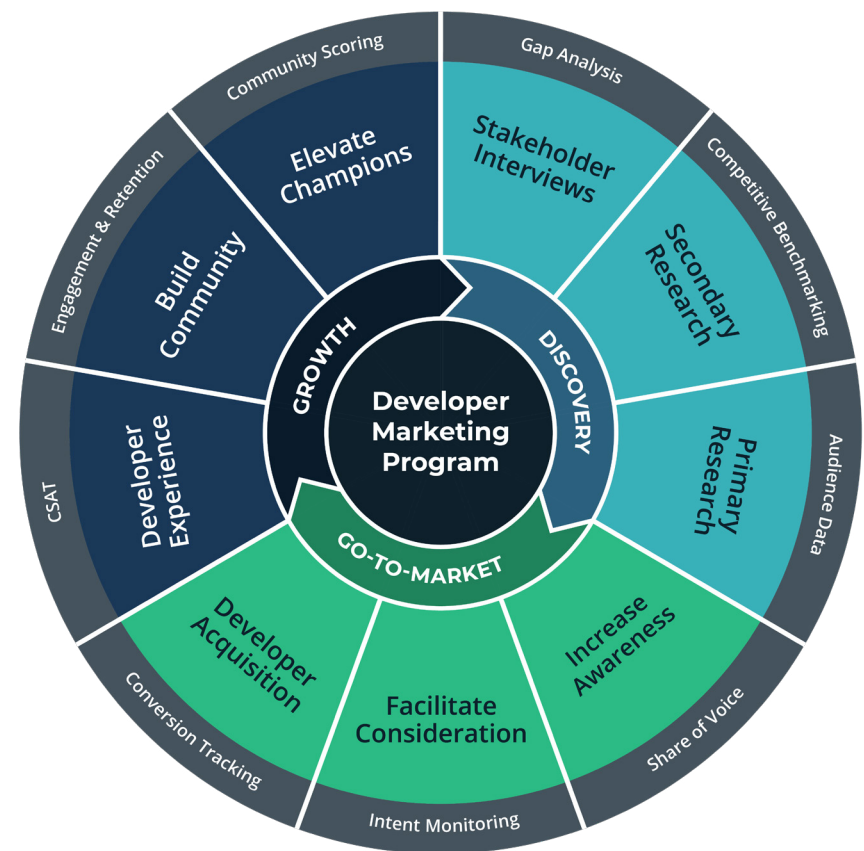 Developer
Marketing
Program
DISCOVERY
GO-TO-MARKET
GROWTH
Gap Analysis
Stakeholder
Interviews
Competitive Benchmarking
Secondary
Research
Audience Data
Primary
Research
Share of Voice
Increase
Awareness
Intent Monitoring
Facilitate
Consideration
Conversion Tracking
Developer
Acquisition
CSAT
Developer
Experience
Engagement & Retention
Build
Community
Community Scoring
Elevate
Champions